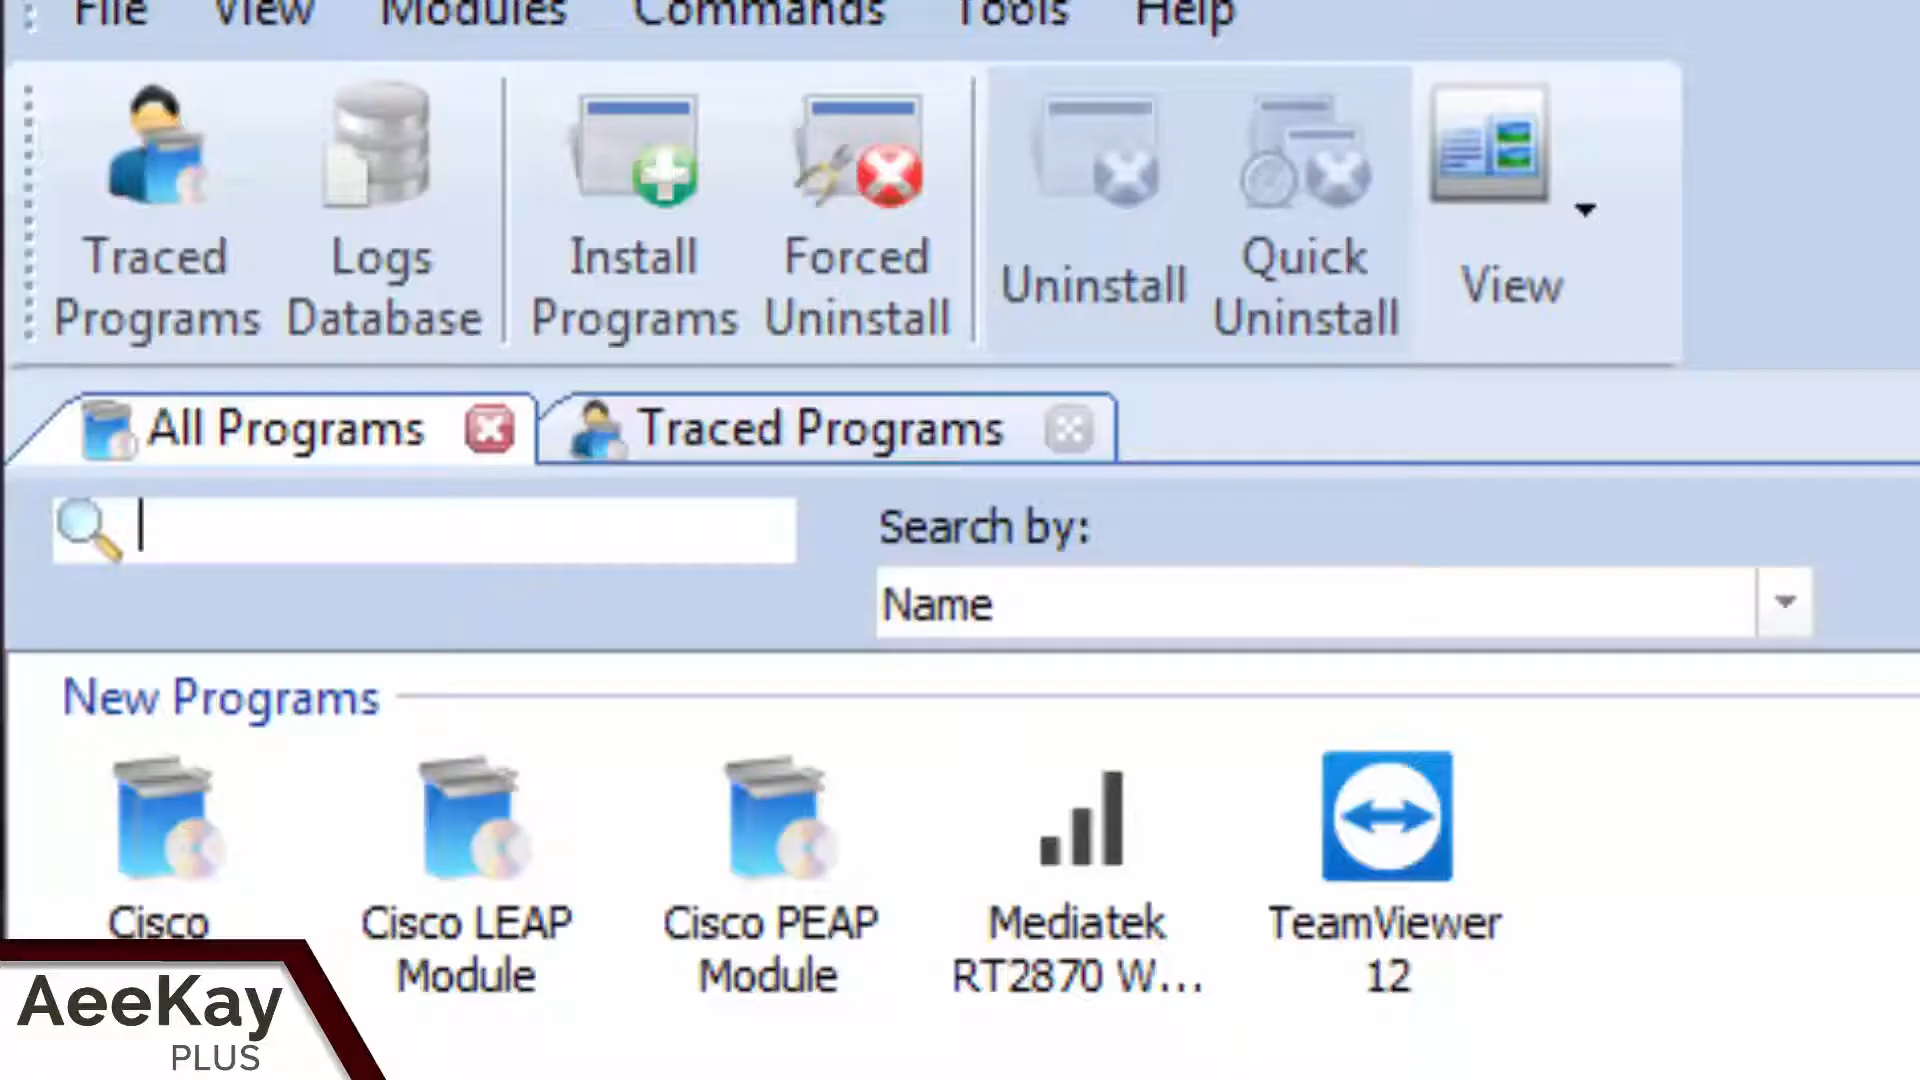 File View Modules Commands Tools Help
Traced Programs
Logs Database
Install Programs
Forced Uninstall
Uninstall
Quick Uninstall
View
All Programs
Traced Programs
Search by:
Name
New Programs
Cisco
Cisco LEAP Module
Cisco PEAP Module
Mediatek RT2870 W...
TeamViewer 12
AeeKay
PLUS